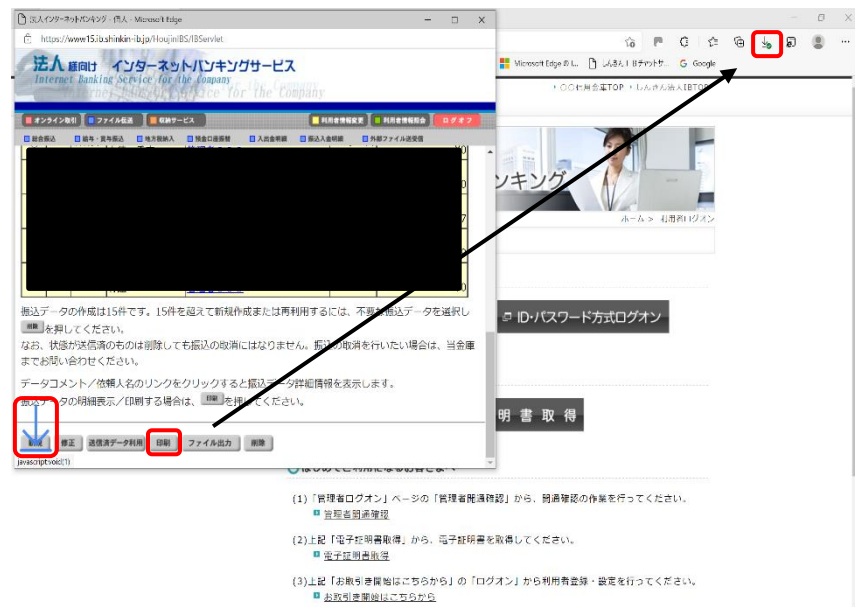 法人インターネットバンキング - 個人 - Microsoft Edge
https://www15.ib.shinkin-ib.jp/HoujinIBS/IBServlet
法人 様向け インターネットバンキングサービス
Internet Banking Service for the Company
オンライン取引 ファイル伝送 収納サービス 利用者情報変更 利用者情報照会 ログオフ
総合振込 給与・賞与振込 地方税納入 預金口座振替 入出金明細 振込入金明細 外部ファイル送受信
Microsoft Edge の よ... しんきんIBチャットサ... Google
○○信用金庫TOP しんきん法人IBTOP
ンキング
ホーム > 利用者ログオン
振込データの作成は15件です。15件を超えて新規作成または再利用するには、不要な振込データを選択し
削除 を押してください。
なお、状態が送信済のものは削除しても振込の取消にはなりません。振込の取消を行いたい場合は、当金庫
までお問い合わせください。
データコメント／依頼人名のリンクをクリックすると振込データ詳細情報を表示します。
振込データの明細表示／印刷する場合は、 印刷 を押してください。
修正 送信済データ利用 印刷 ファイル出力 削除
javascript:void(1)
ID・パスワード方式ログオン
明書取得
はじめてご利用になるお客さまへ
(1)「管理者ログオン」ページの「管理者開通確認」から、開通確認の作業を行ってください。
管理者開通確認
(2)上記「電子証明書取得」から、電子証明書を取得してください。
電子証明書取得
(3)上記「お取引き開始はこちらから」の「ログオン」から利用者登録・設定を行ってください。
お取引き開始はこちらから